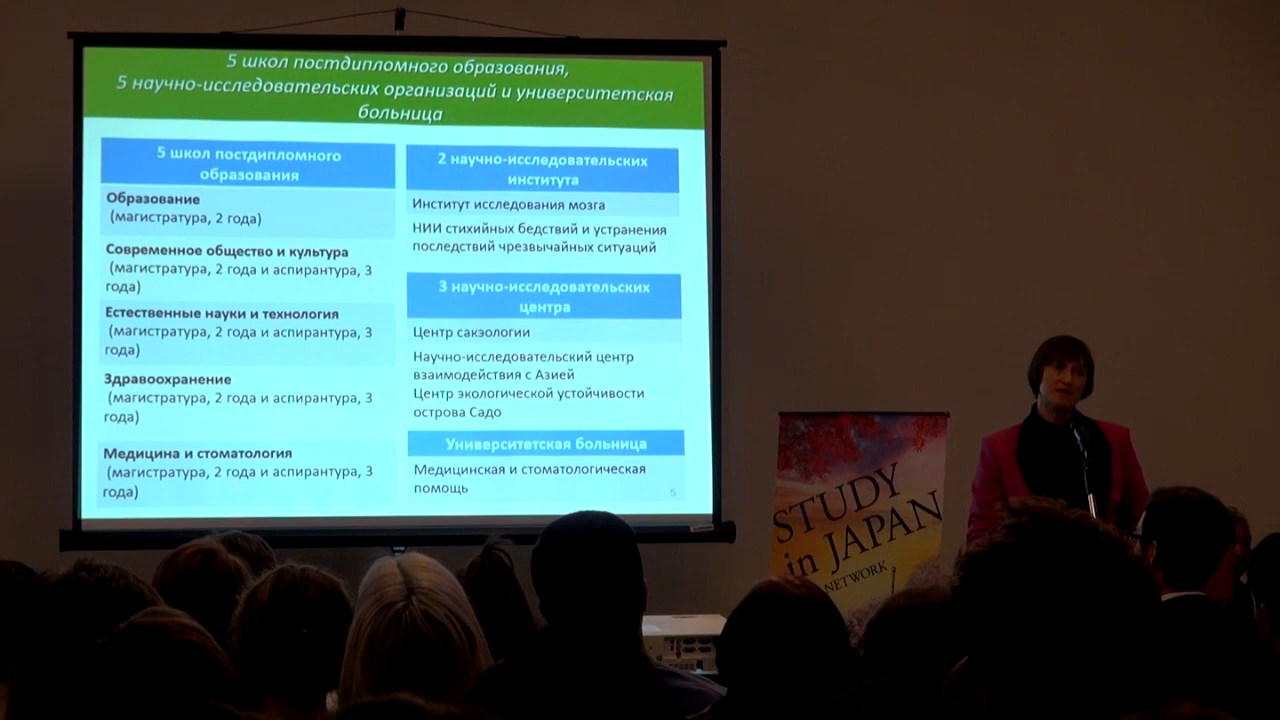 5 школ постдипломного образования,
5 научно-исследовательских организаций и университетская
больница
5 школ постдипломного
образования
Образование
(магистратура, 2 года)
Современное общество и культура
(магистратура, 2 года и аспирантура, 3
года)
Естественные науки и технология
(магистратура, 2 года и аспирантура, 3
года)
Здравоохранение
(магистратура, 2 года и аспирантура, 3
года)
Медицина и стоматология
(магистратура, 2 года и аспирантура, 3
года)
2 научно-исследовательских
института
Институт исследования мозга
НИИ стихийных бедствий и устранения
последствий чрезвычайных ситуаций
3 научно-исследовательских
центра
Центр сакэологии
Научно-исследовательский центр
взаимодействия с Азией
Центр экологической устойчивости
острова Садо
Университетская больница
Медицинская и стоматологическая
помощь
5
STUDY
in JAPAN
NETWORK